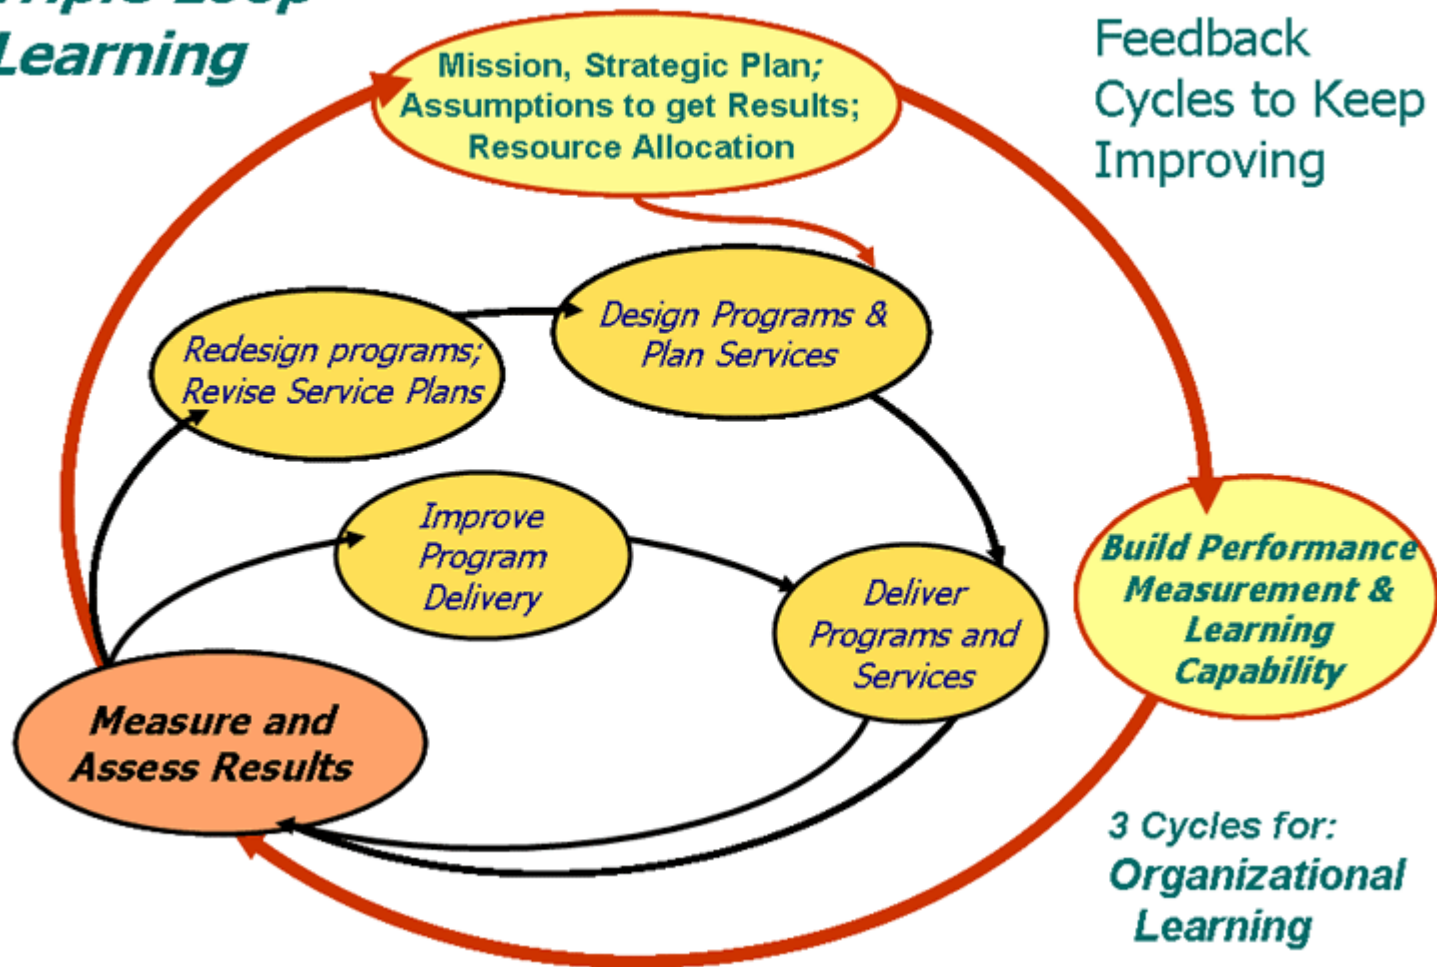 Triple Loop
Learning
Feedback
Cycles to Keep
Improving
Mission, Strategic Plan;
Assumptions to get Results;
Resource Allocation
Design Programs &
Plan Services
Redesign programs;
Revise Service Plans
Improve
Program
Delivery
Deliver
Programs and
Services
Build Performance
Measurement &
Learning
Capability
Measure and
Assess Results
3 Cycles for:
Organizational
Learning